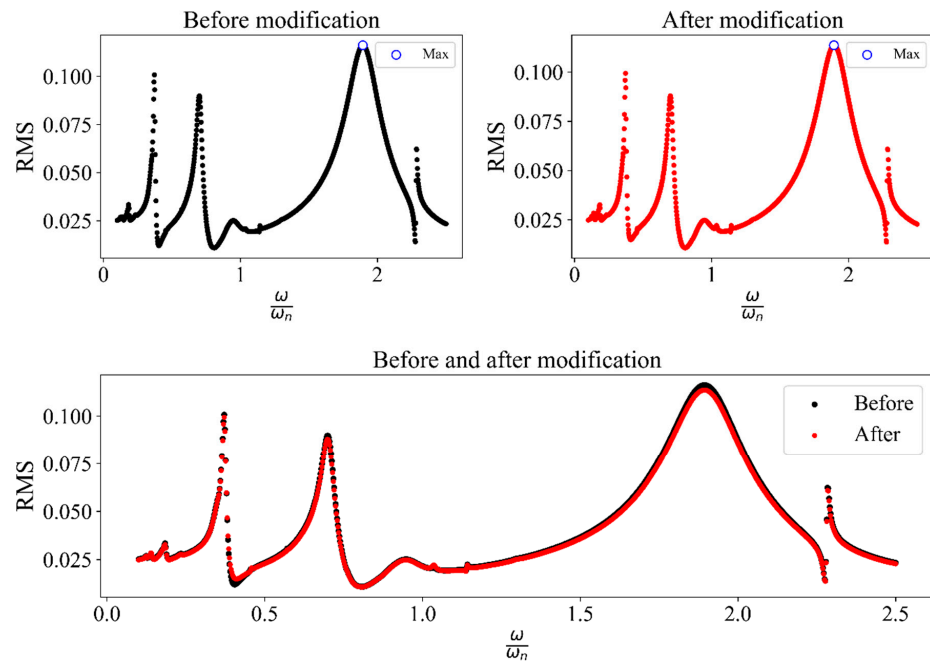 Before modification
RMS
0.100
0.075
0.050
0.025
0
1
2
ω
ωn
Max
After modification
RMS
0.100
0.075
0.050
0.025
0
1
2
ω
ωn
Max
Before and after modification
RMS
0.100
0.075
0.050
0.025
0.0
0.5
1.0
1.5
2.0
2.5
ω
ωn
Before
After